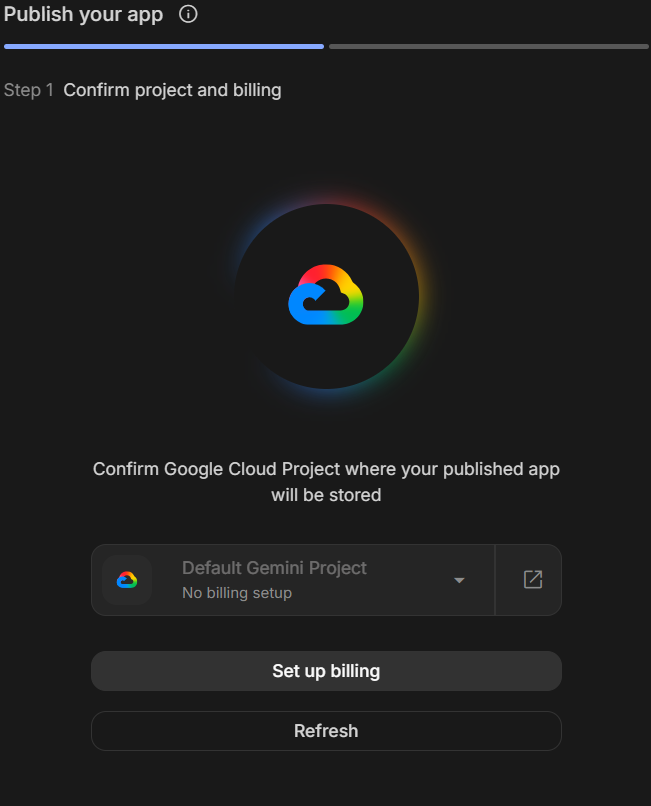 Publish your app
Step 1 Confirm project and billing
Confirm Google Cloud Project where your published app
will be stored
Default Gemini Project
No billing setup
Set up billing
Refresh